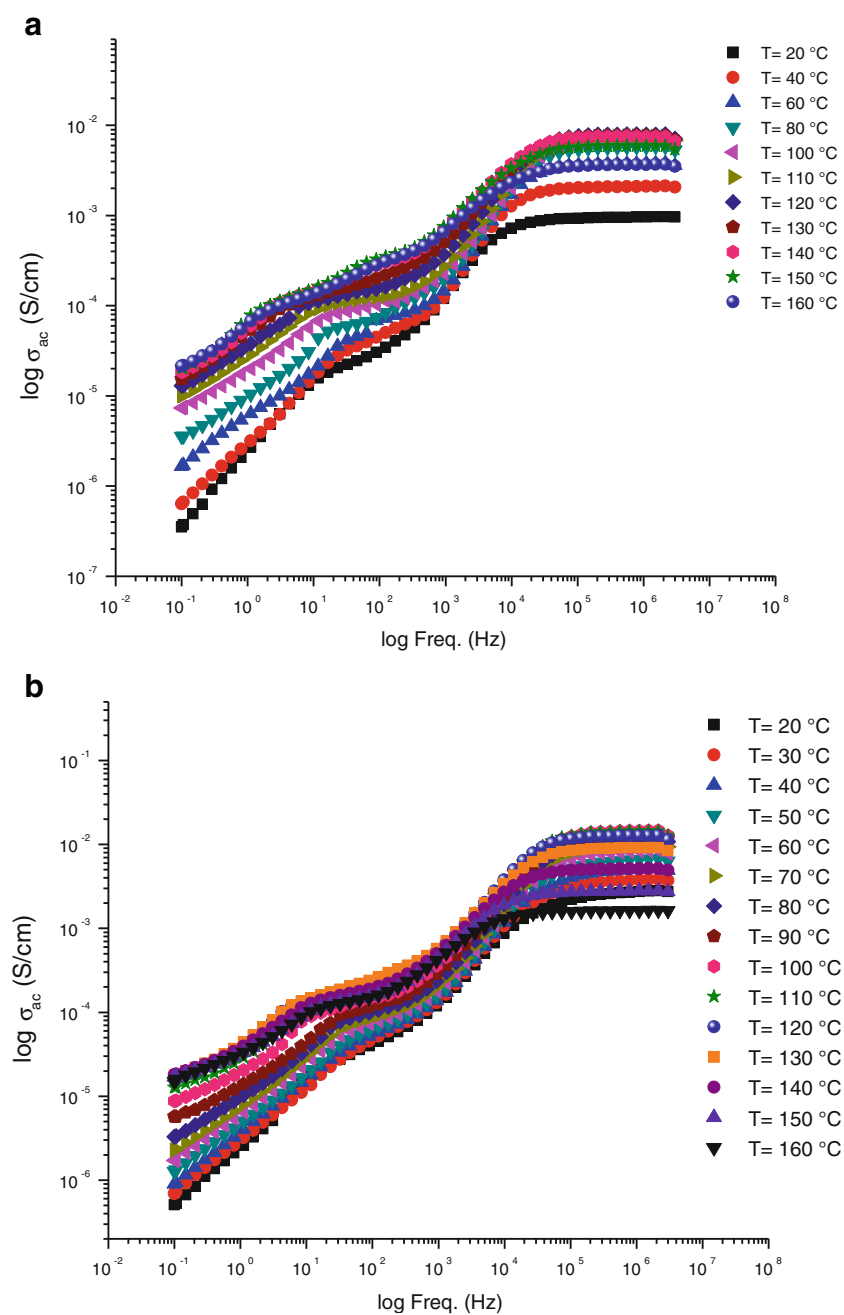 a
T= 20 °C
T= 40 °C
T= 60 °C
T= 80 °C
T= 100 °C
T= 110 °C
T= 120 °C
T= 130 °C
T= 140 °C
T= 150 °C
T= 160 °C
10⁻²
10⁻³
10⁻⁴
10⁻⁵
10⁻⁶
10⁻⁷
log σac (S/cm)
10⁻² 10⁻¹ 10⁰ 10¹ 10² 10³ 10⁴ 10⁵ 10⁶ 10⁷ 10⁸
log Freq. (Hz)
b
T= 20 °C
T= 30 °C
T= 40 °C
T= 50 °C
T= 60 °C
T= 70 °C
T= 80 °C
T= 90 °C
T= 100 °C
T= 110 °C
T= 120 °C
T= 130 °C
T= 140 °C
T= 150 °C
T= 160 °C
10⁻¹
10⁻²
10⁻³
10⁻⁴
10⁻⁵
10⁻⁶
log σac (S/cm)
10⁻² 10⁻¹ 10⁰ 10¹ 10² 10³ 10⁴ 10⁵ 10⁶ 10⁷ 10⁸
log Freq. (Hz)